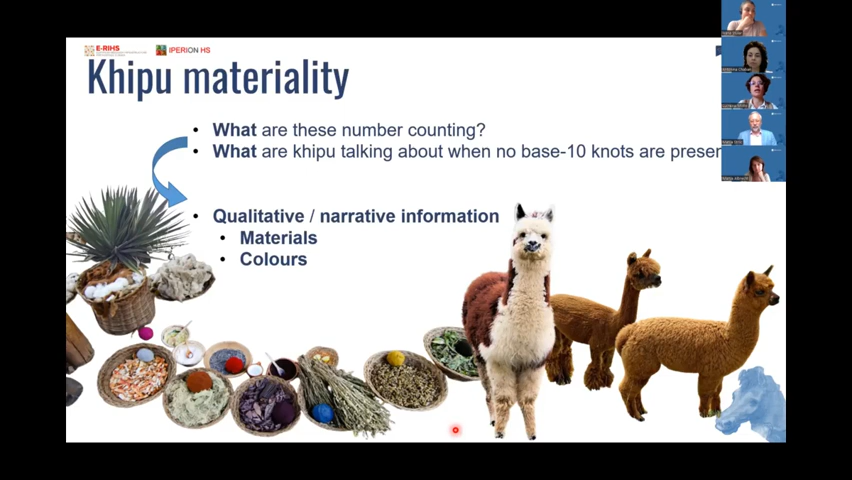 E-RIHS
IPERION HS
Khipu materiality
• What are these number counting?
• What are khipu talking about when no base-10 knots are presen
• Qualitative / narrative information
• Materials
• Colours